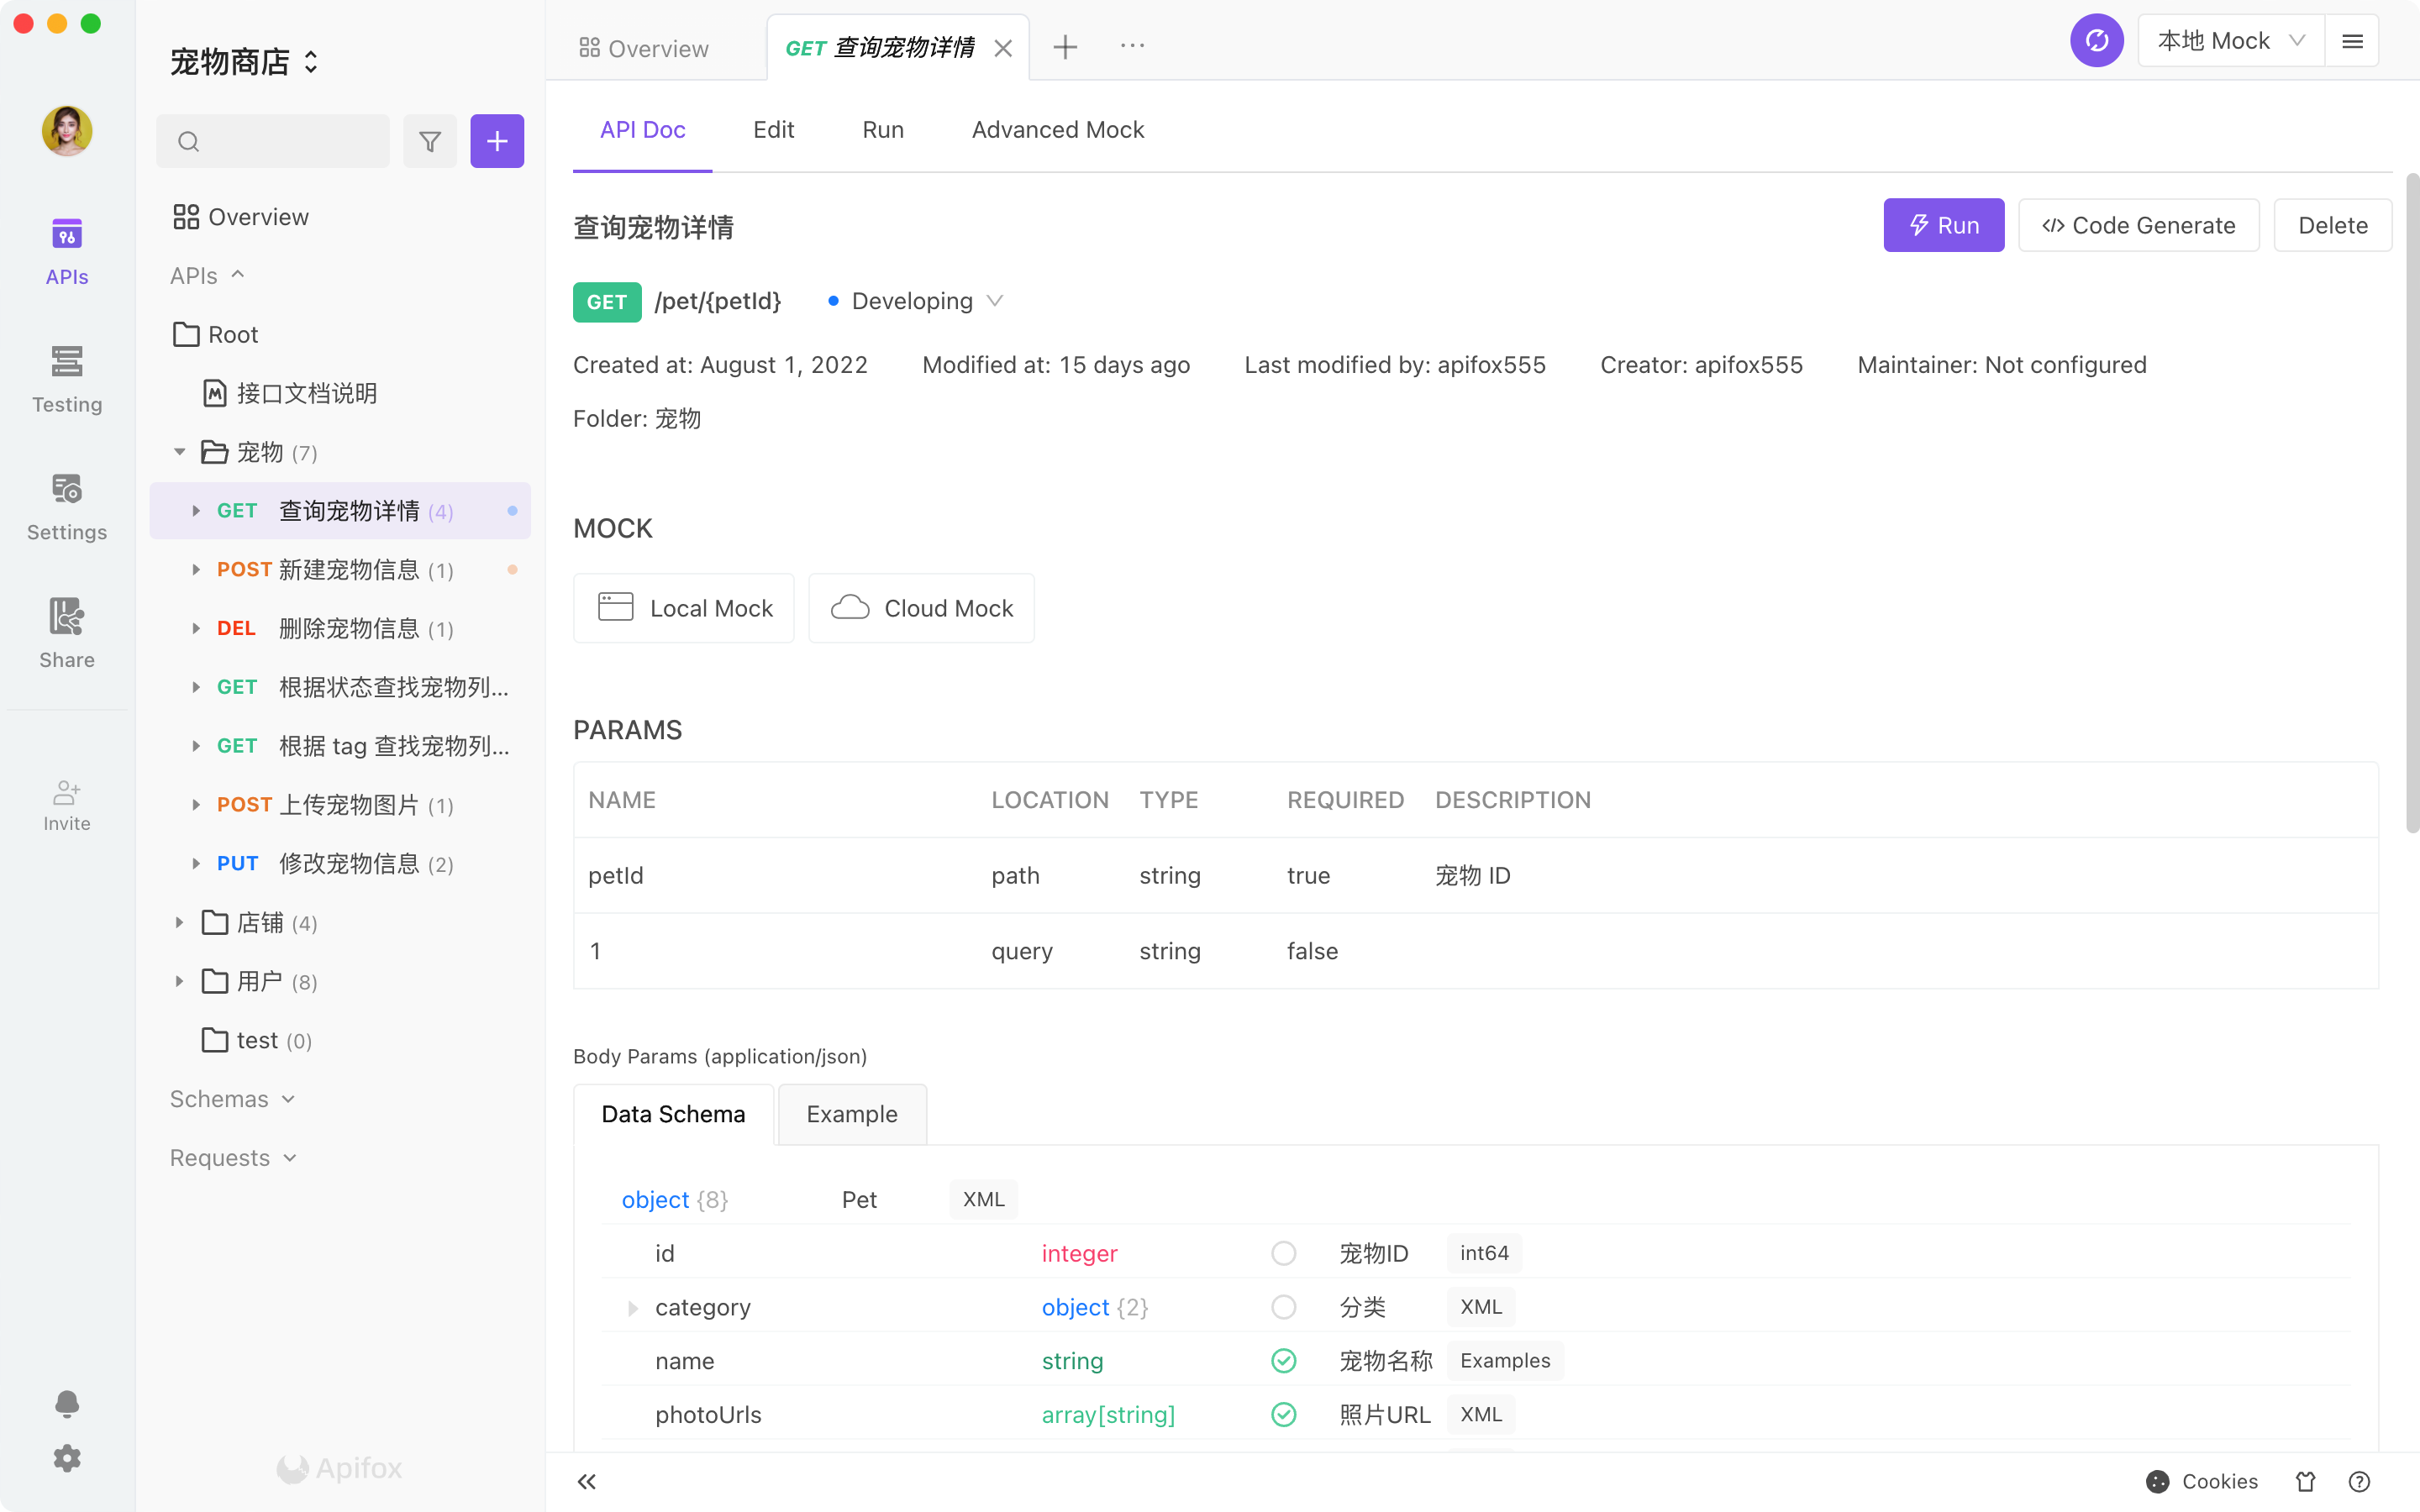 宠物商店
Overview
GET 查询宠物详情
本地 Mock
APIs
Testing
Settings
Share
Invite
Overview
APIs
Root
接口文档说明
宠物 (7)
GET 查询宠物详情 (4)
POST 新建宠物信息 (1)
DEL 删除宠物信息 (1)
GET 根据状态查找宠物列...
GET 根据 tag 查找宠物列...
POST 上传宠物图片 (1)
PUT 修改宠物信息 (2)
店铺 (4)
用户 (8)
test (0)
Schemas
Requests
Apifox
API Doc Edit Run Advanced Mock
查询宠物详情
Run </> Code Generate Delete
GET /pet/{petId} Developing
Created at: August 1, 2022 Modified at: 15 days ago Last modified by: apifox555 Creator: apifox555 Maintainer: Not configured
Folder: 宠物
MOCK
Local Mock Cloud Mock
PARAMS
NAME LOCATION TYPE REQUIRED DESCRIPTION
petId path string true 宠物 ID
1 query string false
Body Params (application/json)
Data Schema Example
object {8} Pet XML
id integer 宠物ID int64
category object {2} 分类 XML
name string 宠物名称 Examples
photoUrls array[string] 照片URL XML
Cookies